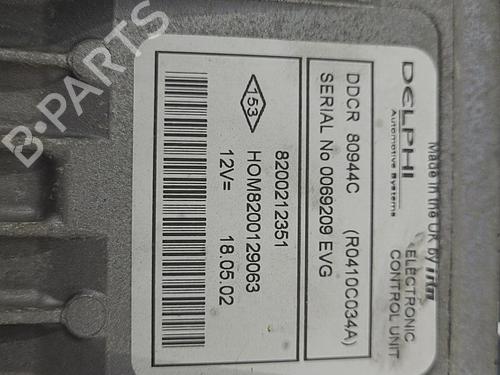 DELPHI
Automotive Systems
Made in the UK by
ELECTRONIC
CONTROL UNIT
DDCR 80944C (R0410C034A)
SERIAL No 0069209 EVG
153
8200212351
HOM8200129063
12V= 18.05.02
B-PARTS